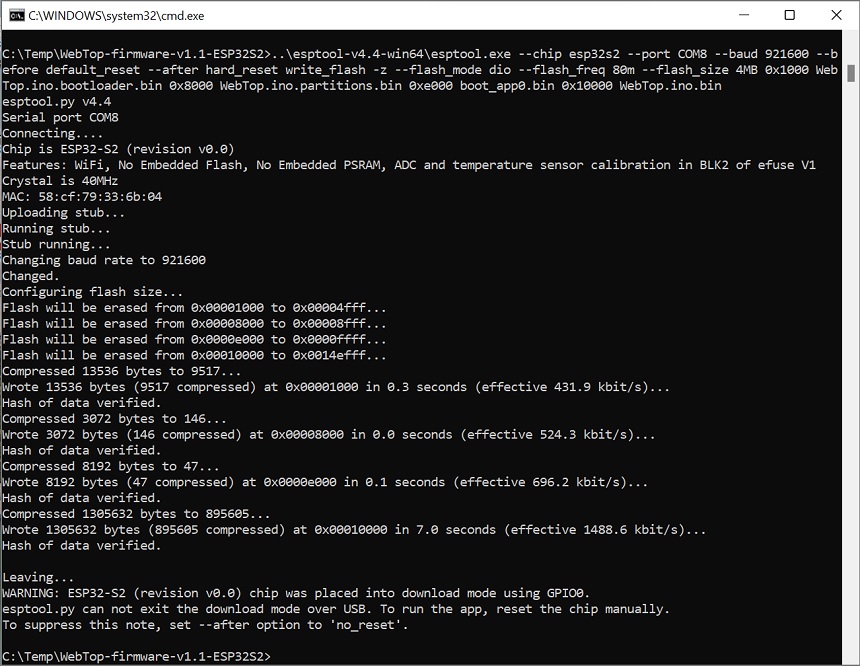 C:\WINDOWS\system32\cmd.exe
C:\Temp\WebTop-firmware-v1.1-ESP32S2>..\esptool-v4.4-win64\esptool.exe --chip esp32s2 --port COM8 --baud 921600 --b
efore default_reset --after hard_reset write_flash -z --flash_mode dio --flash_freq 80m --flash_size 4MB 0x1000 Web
Top.ino.bootloader.bin 0x8000 WebTop.ino.partitions.bin 0xe000 boot_app0.bin 0x10000 WebTop.ino.bin
esptool.py v4.4
Serial port COM8
Connecting....
Chip is ESP32-S2 (revision v0.0)
Features: WiFi, No Embedded Flash, No Embedded PSRAM, ADC and temperature sensor calibration in BLK2 of efuse V1
Crystal is 40MHz
MAC: 58:cf:79:33:6b:04
Uploading stub...
Running stub...
Stub running...
Changing baud rate to 921600
Changed.
Configuring flash size...
Flash will be erased from 0x00001000 to 0x00004fff...
Flash will be erased from 0x00008000 to 0x00008fff...
Flash will be erased from 0x0000e000 to 0x0000ffff...
Flash will be erased from 0x00010000 to 0x0014efff...
Compressed 13536 bytes to 9517...
Wrote 13536 bytes (9517 compressed) at 0x00001000 in 0.3 seconds (effective 431.9 kbit/s)...
Hash of data verified.
Compressed 3072 bytes to 146...
Wrote 3072 bytes (146 compressed) at 0x00008000 in 0.0 seconds (effective 524.3 kbit/s)...
Hash of data verified.
Compressed 8192 bytes to 47...
Wrote 8192 bytes (47 compressed) at 0x0000e000 in 0.1 seconds (effective 696.2 kbit/s)...
Hash of data verified.
Compressed 1305632 bytes to 895605...
Wrote 1305632 bytes (895605 compressed) at 0x00010000 in 7.0 seconds (effective 1488.6 kbit/s)...
Hash of data verified.
Leaving...
WARNING: ESP32-S2 (revision v0.0) chip was placed into download mode using GPIO0.
esptool.py can not exit the download mode over USB. To run the app, reset the chip manually.
To suppress this note, set --after option to 'no_reset'.
C:\Temp\WebTop-firmware-v1.1-ESP32S2>